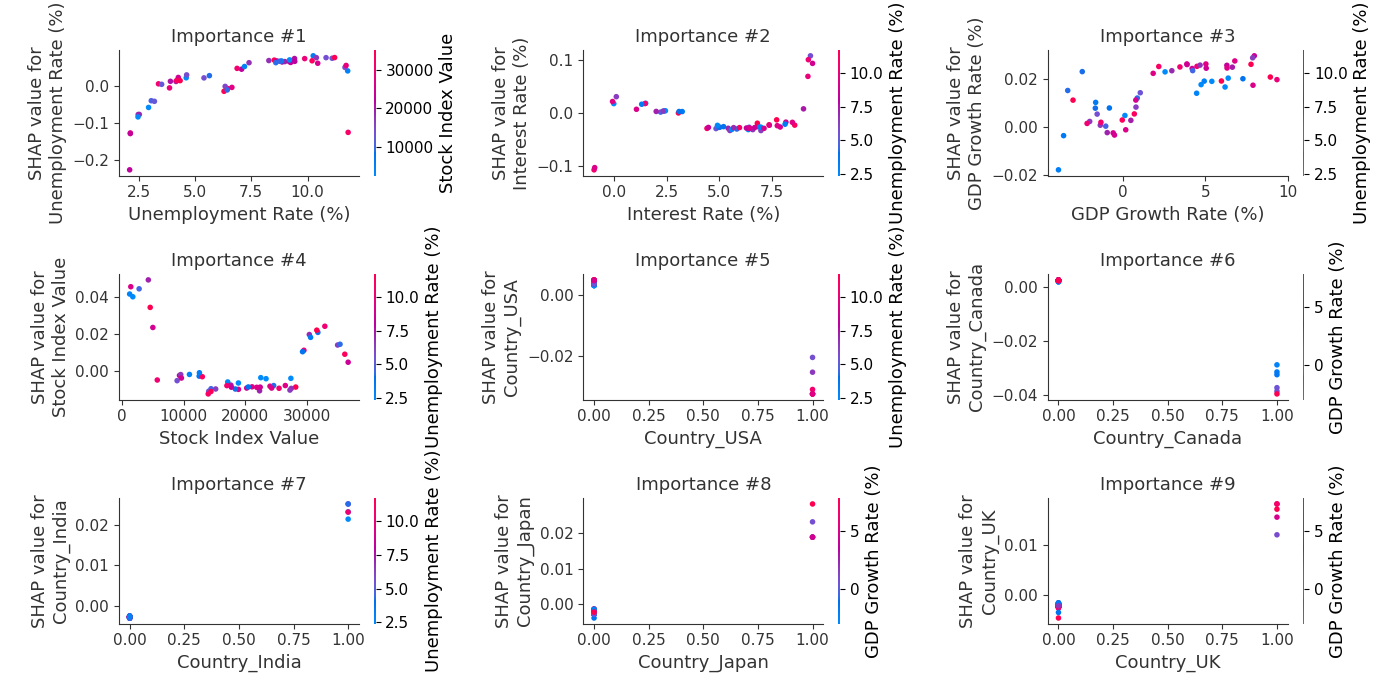 Importance #1
SHAP value for
Unemployment Rate (%)
0.0
−0.1
−0.2
2.5 5.0 7.5 10.0
Unemployment Rate (%)
30000
20000
10000
Stock Index Value
Importance #2
SHAP value for
Interest Rate (%)
0.1
0.0
−0.1
0.0 2.5 5.0 7.5
Interest Rate (%)
10.0
7.5
5.0
2.5
Unemployment Rate (%)
Importance #3
SHAP value for
GDP Growth Rate (%)
0.02
0.00
−0.02
0 5 10
GDP Growth Rate (%)
10.0
7.5
5.0
2.5
Unemployment Rate (%)
Importance #4
SHAP value for
Stock Index Value
0.04
0.02
0.00
0 10000 20000 30000
Stock Index Value
10.0
7.5
5.0
2.5
Unemployment Rate (%)
Importance #5
SHAP value for
Country_USA
0.00
−0.02
0.00 0.25 0.50 0.75 1.00
Country_USA
10.0
7.5
5.0
2.5
Unemployment Rate (%)
Importance #6
SHAP value for
Country_Canada
0.00
−0.02
−0.04
0.00 0.25 0.50 0.75 1.00
Country_Canada
5
0
GDP Growth Rate (%)
Importance #7
SHAP value for
Country_India
0.02
0.01
0.00
0.00 0.25 0.50 0.75 1.00
Country_India
10.0
7.5
5.0
2.5
Unemployment Rate (%)
Importance #8
SHAP value for
Country_Japan
0.02
0.01
0.00
0.00 0.25 0.50 0.75 1.00
Country_Japan
5
0
GDP Growth Rate (%)
Importance #9
SHAP value for
Country_UK
0.01
0.00
0.00 0.25 0.50 0.75 1.00
Country_UK
5
0
GDP Growth Rate (%)